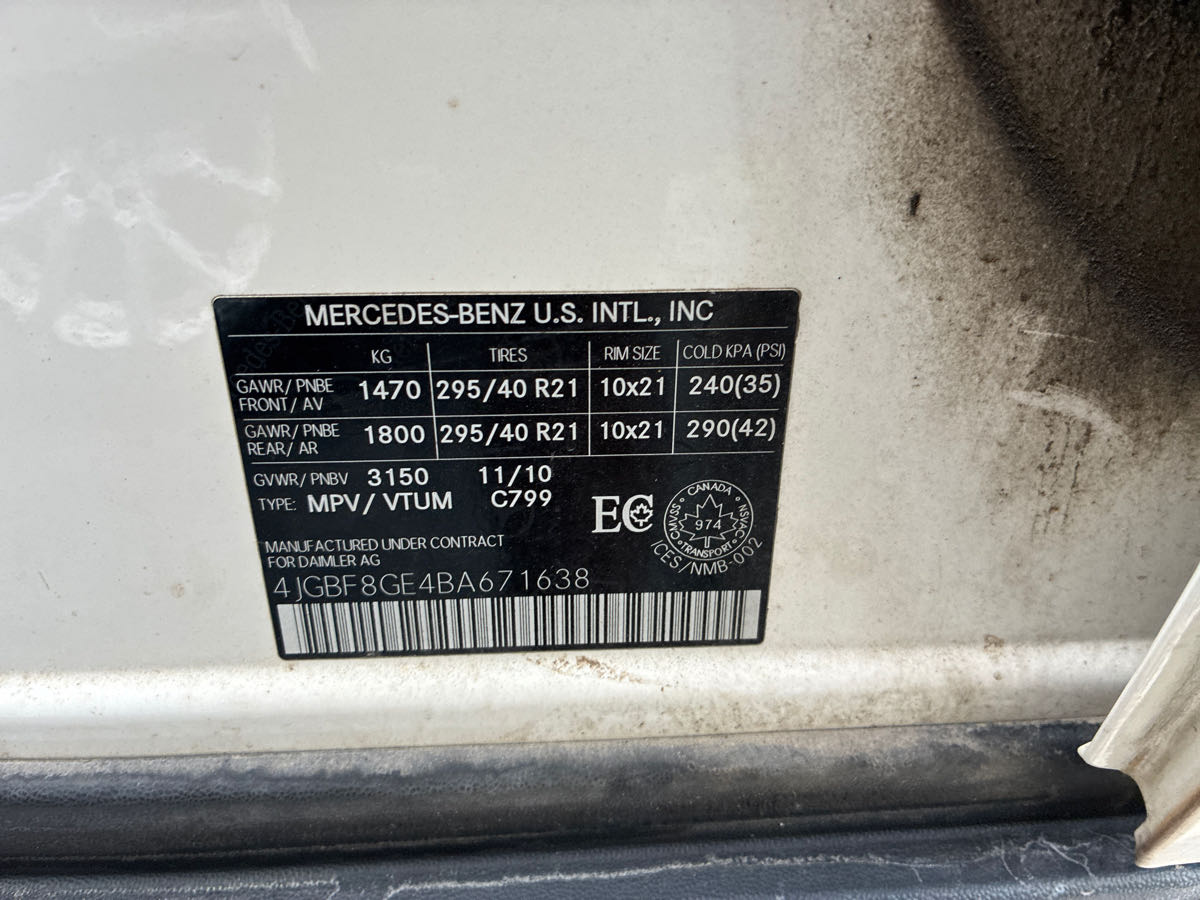 MERCEDES-BENZ U.S. INTL., INC
KG TIRES RIM SIZE COLD KPA (PSI)
GAWR/ PNBE FRONT/ AV 1470 295/40 R21 10x21 240(35)
GAWR/ PNBE REAR/ AR 1800 295/40 R21 10x21 290(42)
GVWR/ PNBV 3150 11/10
TYPE: MPV/ VTUM C799
EC
CANADA
CMVSS 974 NSVAC
TRANSPORT
ICES/NMB-002
MANUFACTURED UNDER CONTRACT
FOR DAIMLER AG
4JGBF8GE4BA671638